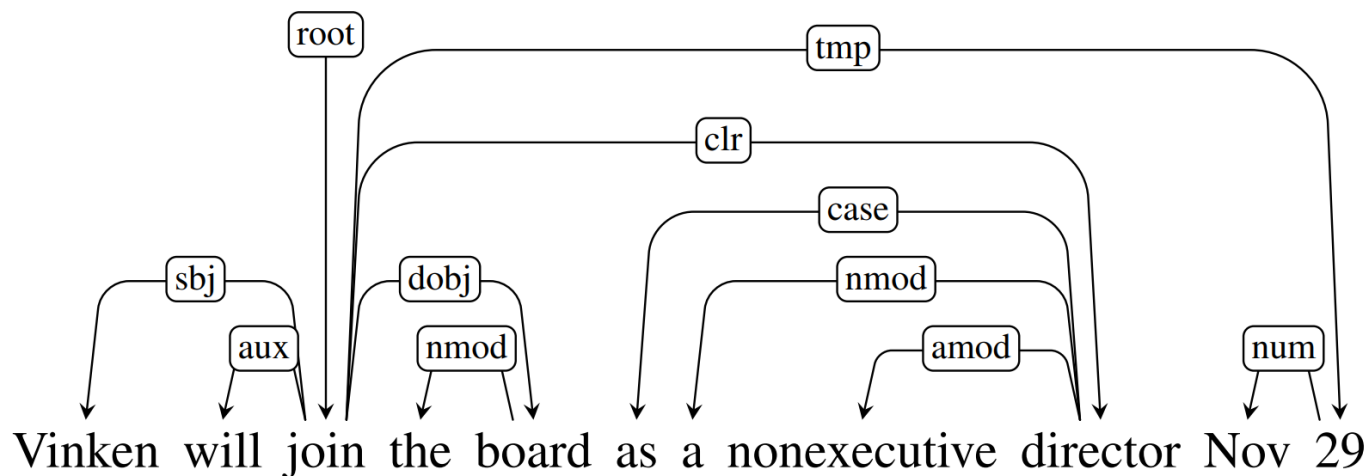 root
tmp
clr
case
sbj dobj nmod
aux nmod amod num
Vinken will join the board as a nonexecutive director Nov 29